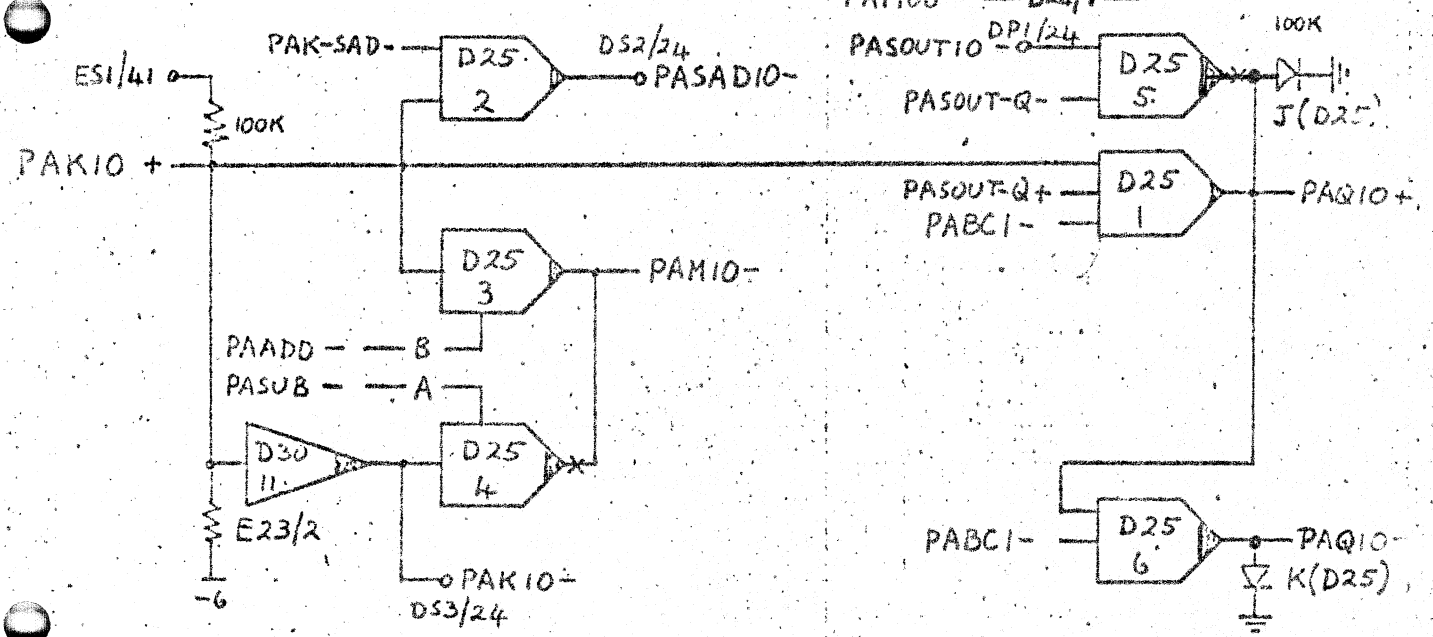 100K
PAK-SAD-
DS2/24
PASOUT10 -
DP1/24
ES1/41
D25
2
PASAD10-
D25
5
PASOUT-Q-
J(D25)
100K
PAK10 +
PASOUT-Q+
D25
1
PAQ10+
PABC1-
D25
3
PAM10-
PAADD - B
PASUB - A
D30
11
D25
4
E23/2
PABC1-
D25
6
PAQ10-
K(D25)
PAK10-
DS3/24
-6